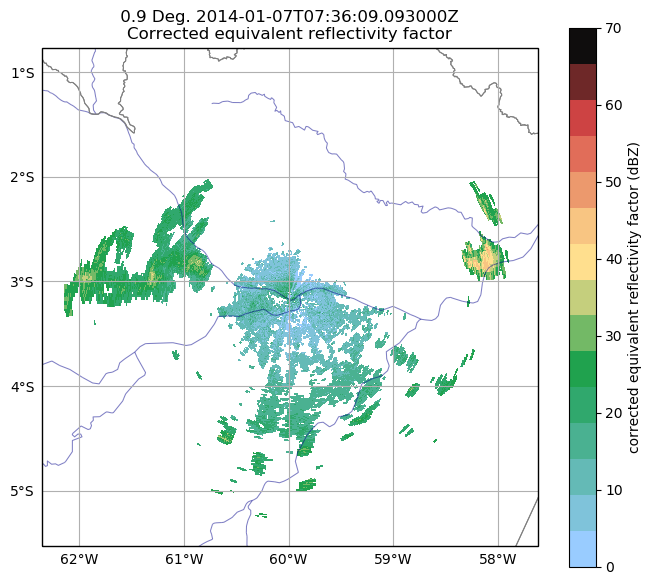 0.9 Deg. 2014-01-07T07:36:09.093000Z
Corrected equivalent reflectivity factor
1°S
2°S
3°S
4°S
5°S
62°W 61°W 60°W 59°W 58°W
70
60
50
40
30
20
10
0
corrected equivalent reflectivity factor (dBZ)